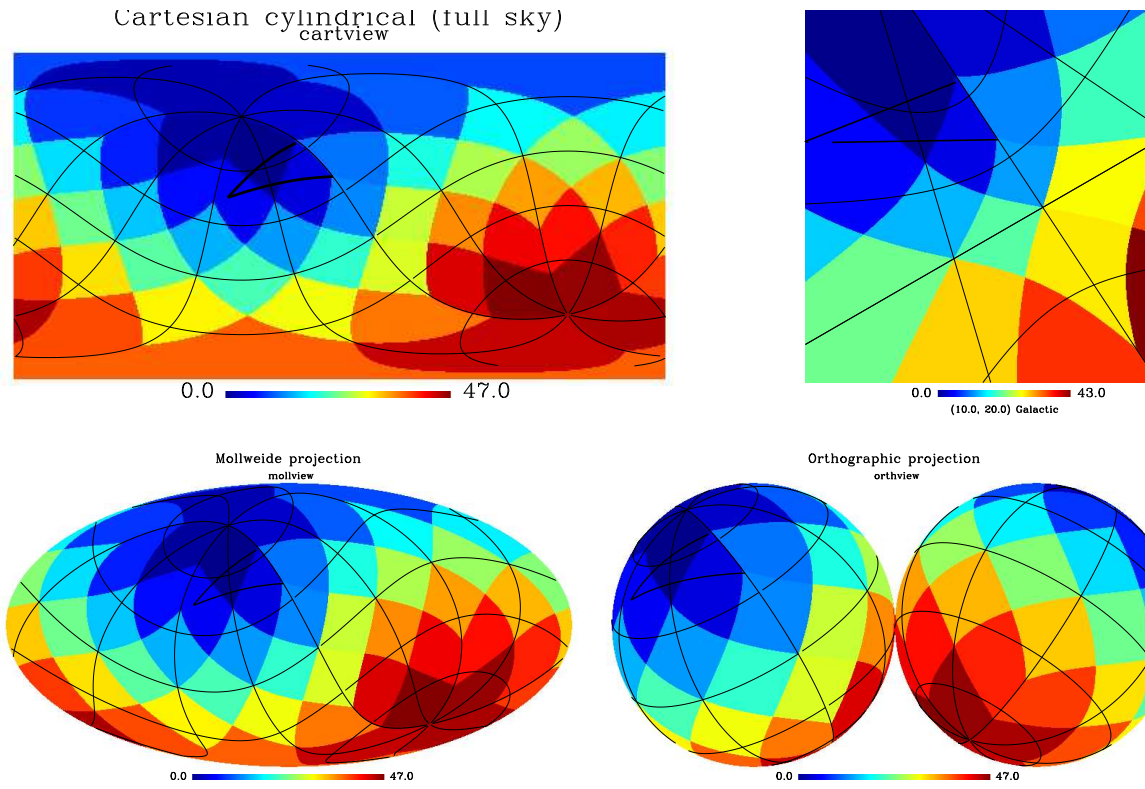 Cartesian cylindrical (full sky)
cartview
0.0 47.0
0.0 43.0
(10.0, 20.0) Galactic
Mollweide projection
mollview
0.0 47.0
Orthographic projection
orthview
0.0 47.0